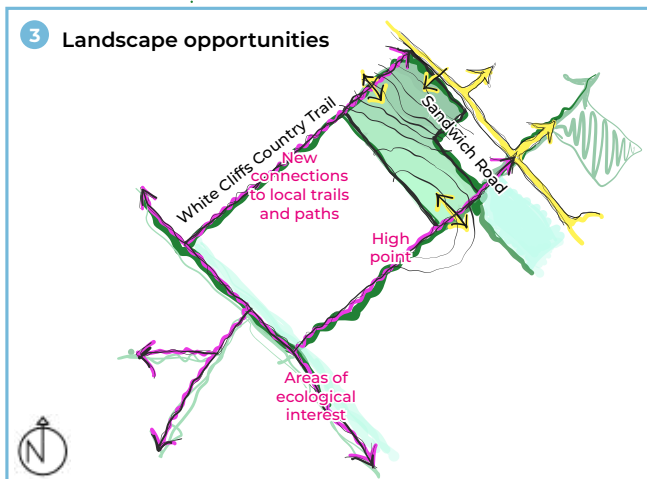 3 Landscape opportunities
White Cliffs Country Trail
Sandwich Road
New
connections
to local trails
and paths
High
point
Areas of
ecological
interest
N